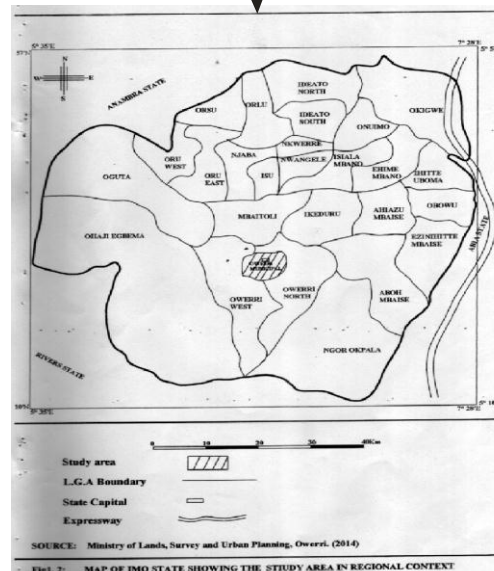 5° 35'E
7° 28'E
N
W E
S
ANAMBRA STATE
ORSU
ORLU
IDEATO
NORTH
IDEATO
SOUTH
ONUIMO
OKIGWE
ORU
WEST
ORU
EAST
NJABA
ISU
NKWERRE
NWANGELE
ISIALA
MBANO
EHIME
MBANO
IHITTE
UBOMA
OGUTA
MBAITOLI
IKEDURU
AHIAZU
MBAISE
OBOWU
EZINIHITTE
MBAISE
OHAJI EGBEMA
OWERRI
WEST
OWERRI
NORTH
ABOH
MBAISE
NGOR OKPALA
ABIA STATE
RIVERS STATE
5° 35'E
7° 28'E
0 10 20 30 40Km
Study area
L.G.A Boundary
State Capital
Expressway
SOURCE: Ministry of Lands, Survey and Urban Planning, Owerri. (2014)
MAP OF IMO STATE SHOWING THE STUDY AREA IN REGIONAL CONTEXT